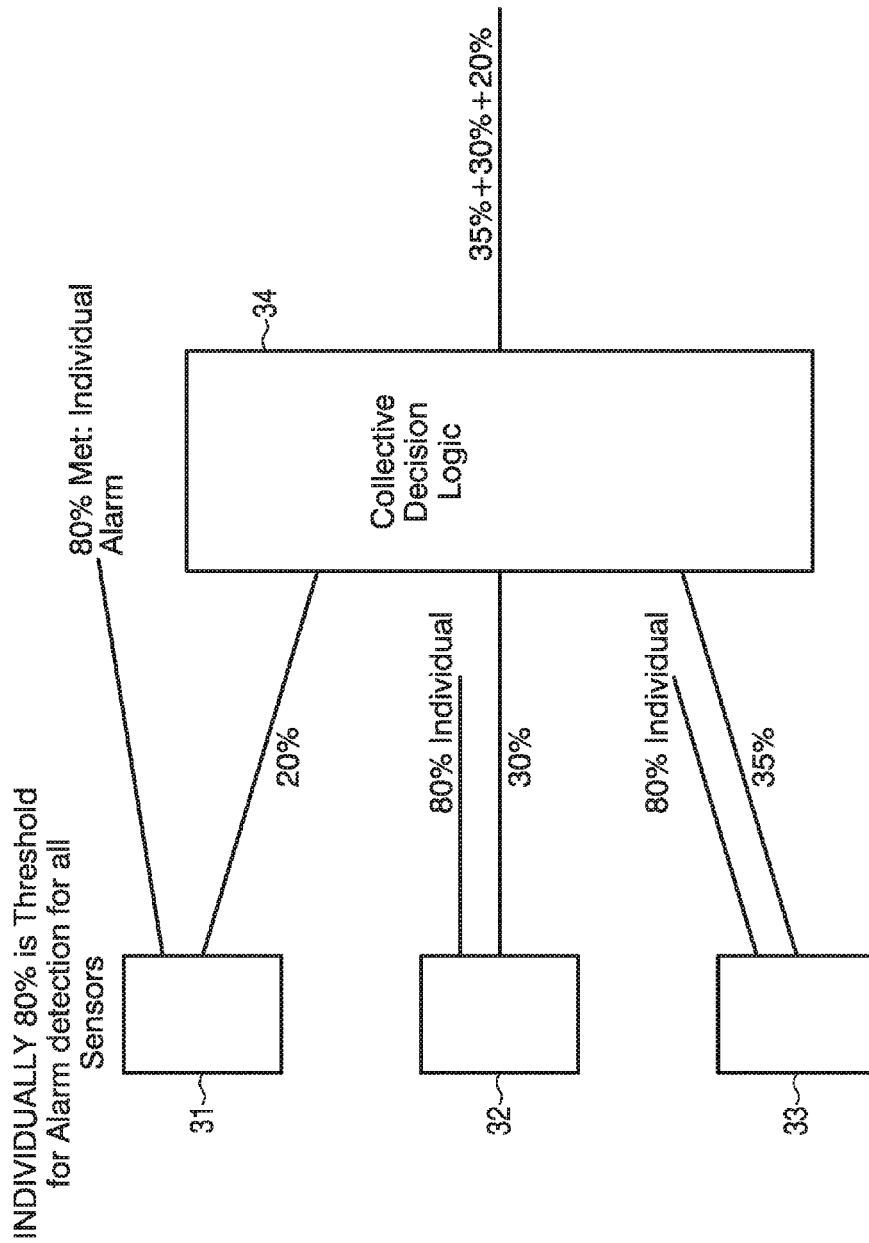 INDIVIDUALLY 80% is Threshold
for Alarm detection for all
Sensors
80% Met: Individual
Alarm
31
20%
34
Collective
Decision
Logic
80% Individual
32
30%
35%+30%+20%
80% Individual
33
35%